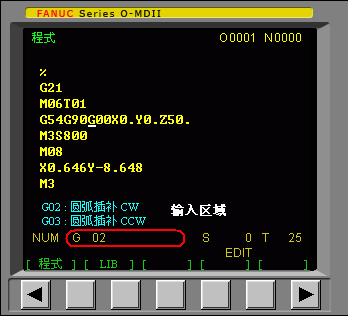 FANUC Series O-MDII
程式 O0001 N0000
%
G21
M06T01
G54G90G00X0.Y0.Z50.
M3S800
M08
X0.646Y-8.648
M3
G02 : 圆弧插补 CW
G03 : 圆弧插补 CCW
输入区域
NUM G 02 S 0 T 25
EDIT
[ 程式 ] [ LIB ] [ ] [ ] [ ]